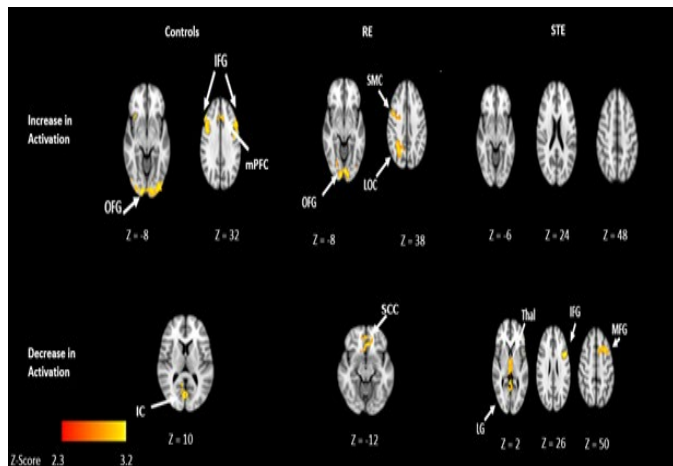 Controls RE STE
IFG
SMC
Increase in
Activation
mPFC
OFG
OFG
LOC
Z = -8 Z = 32 Z = -8 Z = 38 Z = -6 Z = 24 Z = 48
SCC
Thal
IFG
MFG
Decrease in
Activation
IC
LG
Z = 10 Z = -12 Z = 2 Z = 26 Z = 50
Z-Score 2.3 3.2